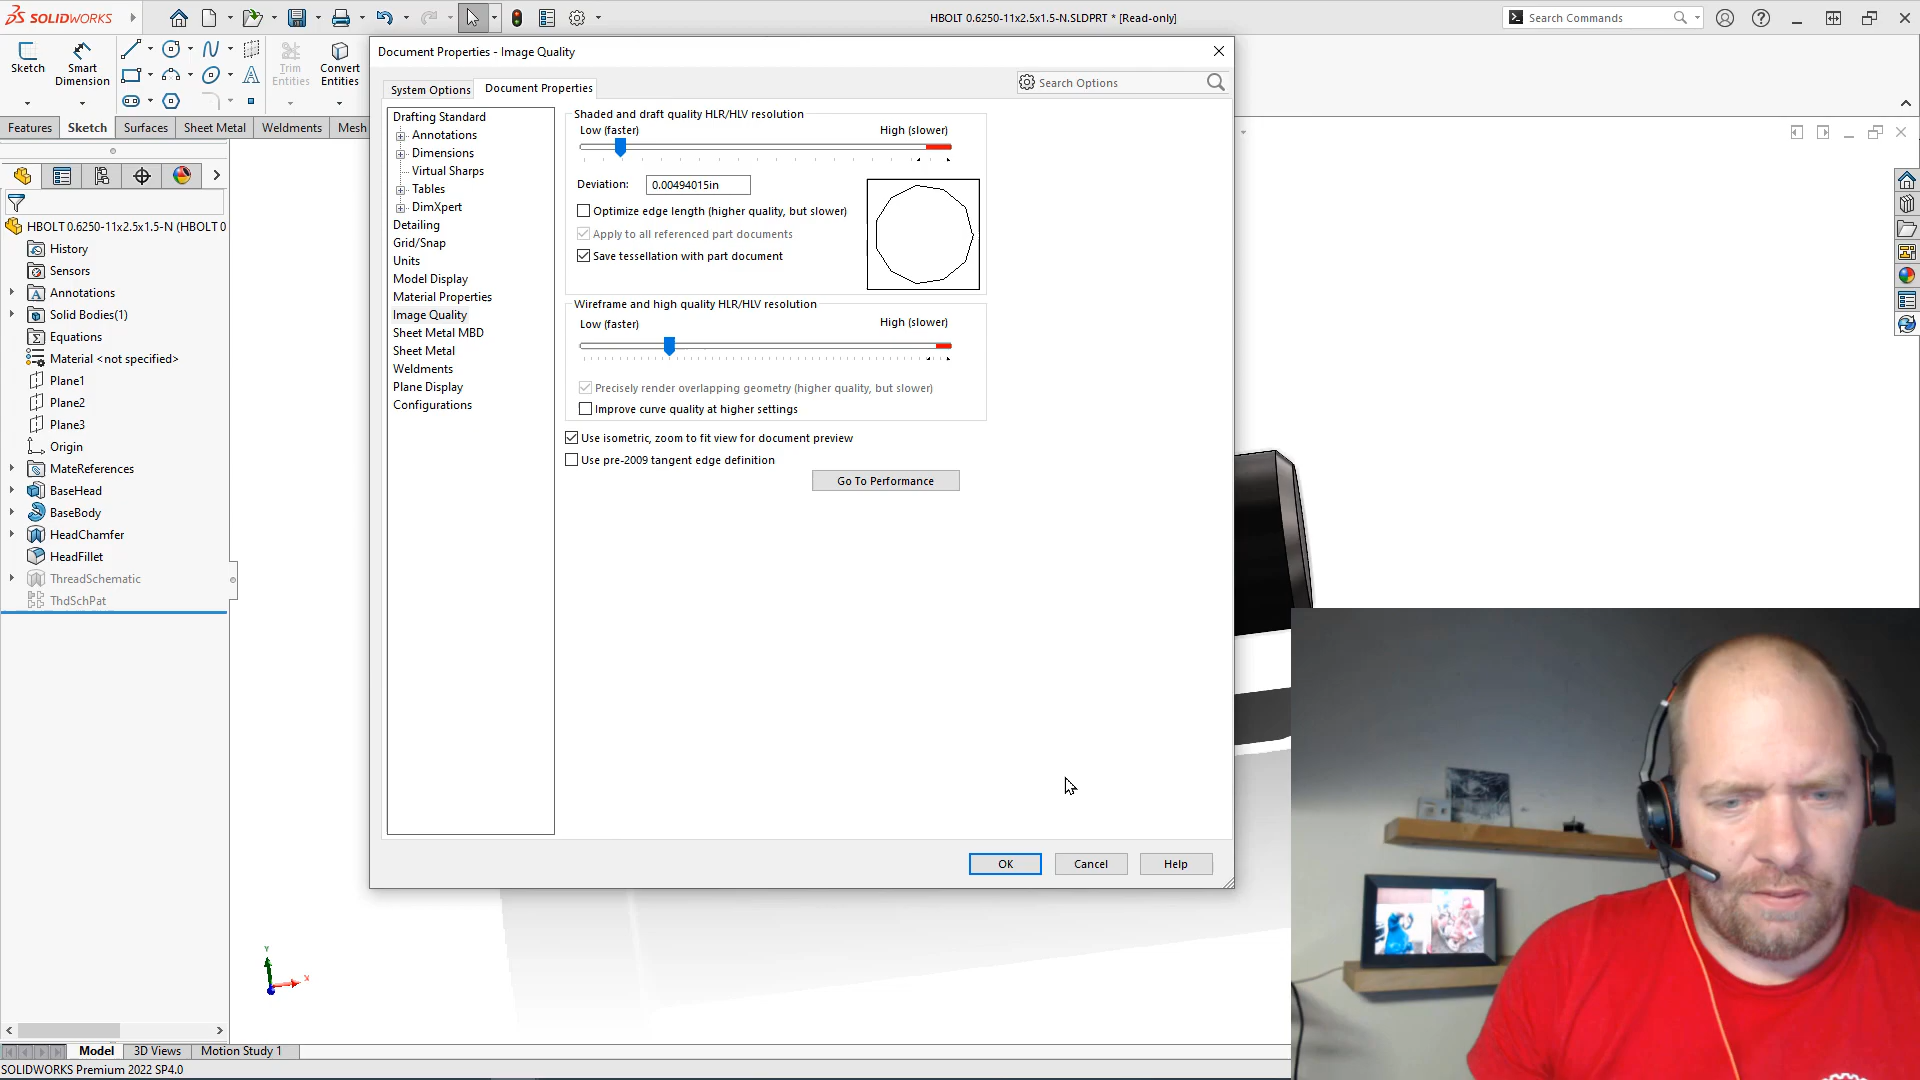 SOLIDWORKS
HBOLT 0.6250-11x2.5x1.5-N.SLDPRT * [Read-only]
Search Commands
Sketch
Smart Dimension
Trim Entities
Convert Entities
Features
Sketch
Surfaces
Sheet Metal
Weldments
Mesh
HBOLT 0.6250-11x2.5x1.5-N (HBOLT 0
History
Sensors
Annotations
Solid Bodies(1)
Equations
Material <not specified>
Plane1
Plane2
Plane3
Origin
MateReferences
BaseHead
BaseBody
HeadChamfer
HeadFillet
ThreadSchematic
ThdSchPat
Document Properties - Image Quality
System Options
Document Properties
Search Options
Drafting Standard
Annotations
Dimensions
Virtual Sharps
Tables
DimXpert
Detailing
Grid/Snap
Units
Model Display
Material Properties
Image Quality
Sheet Metal MBD
Sheet Metal
Weldments
Plane Display
Configurations
Shaded and draft quality HLR/HLV resolution
Low (faster)
High (slower)
Deviation:
0.00494015in
Optimize edge length (higher quality, but slower)
Apply to all referenced part documents
Save tessellation with part document
Wireframe and high quality HLR/HLV resolution
Low (faster)
High (slower)
Precisely render overlapping geometry (higher quality, but slower)
Improve curve quality at higher settings
Use isometric, zoom to fit view for document preview
Use pre-2009 tangent edge definition
Go To Performance
OK
Cancel
Help
Y
X
Model
3D Views
Motion Study 1
SOLIDWORKS Premium 2022 SP4.0